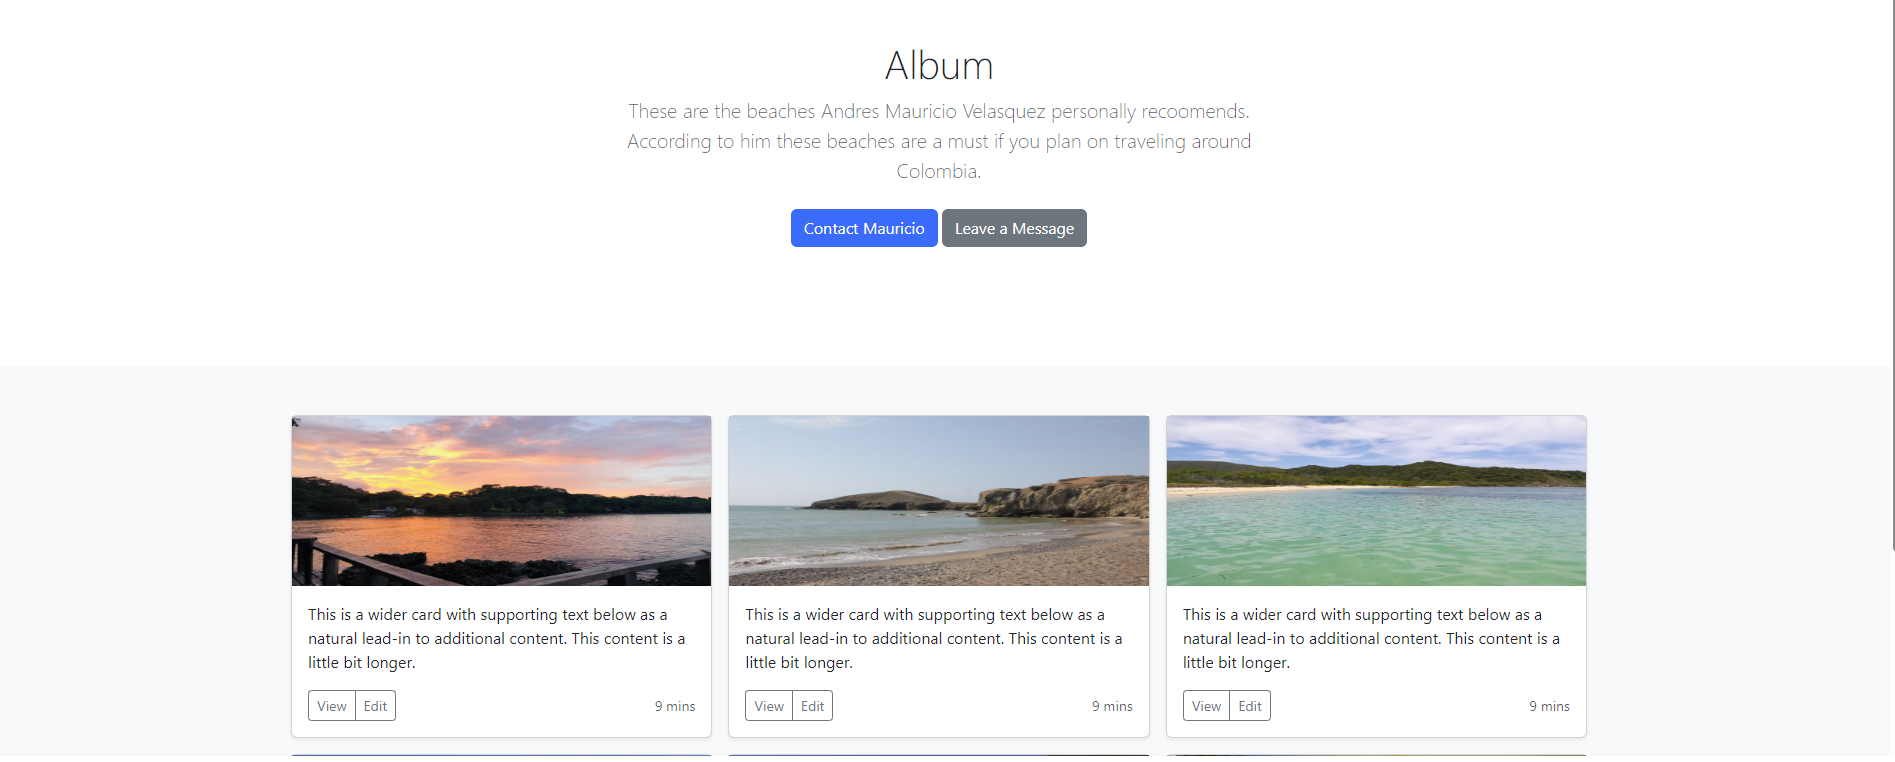 Album
These are the beaches Andres Mauricio Velasquez personally recoomends.
According to him these beaches are a must if you plan on traveling around
Colombia.
Contact Mauricio
Leave a Message
This is a wider card with supporting text below as a
natural lead-in to additional content. This content is a
little bit longer.
View
Edit
9 mins
This is a wider card with supporting text below as a
natural lead-in to additional content. This content is a
little bit longer.
View
Edit
9 mins
This is a wider card with supporting text below as a
natural lead-in to additional content. This content is a
little bit longer.
View
Edit
9 mins